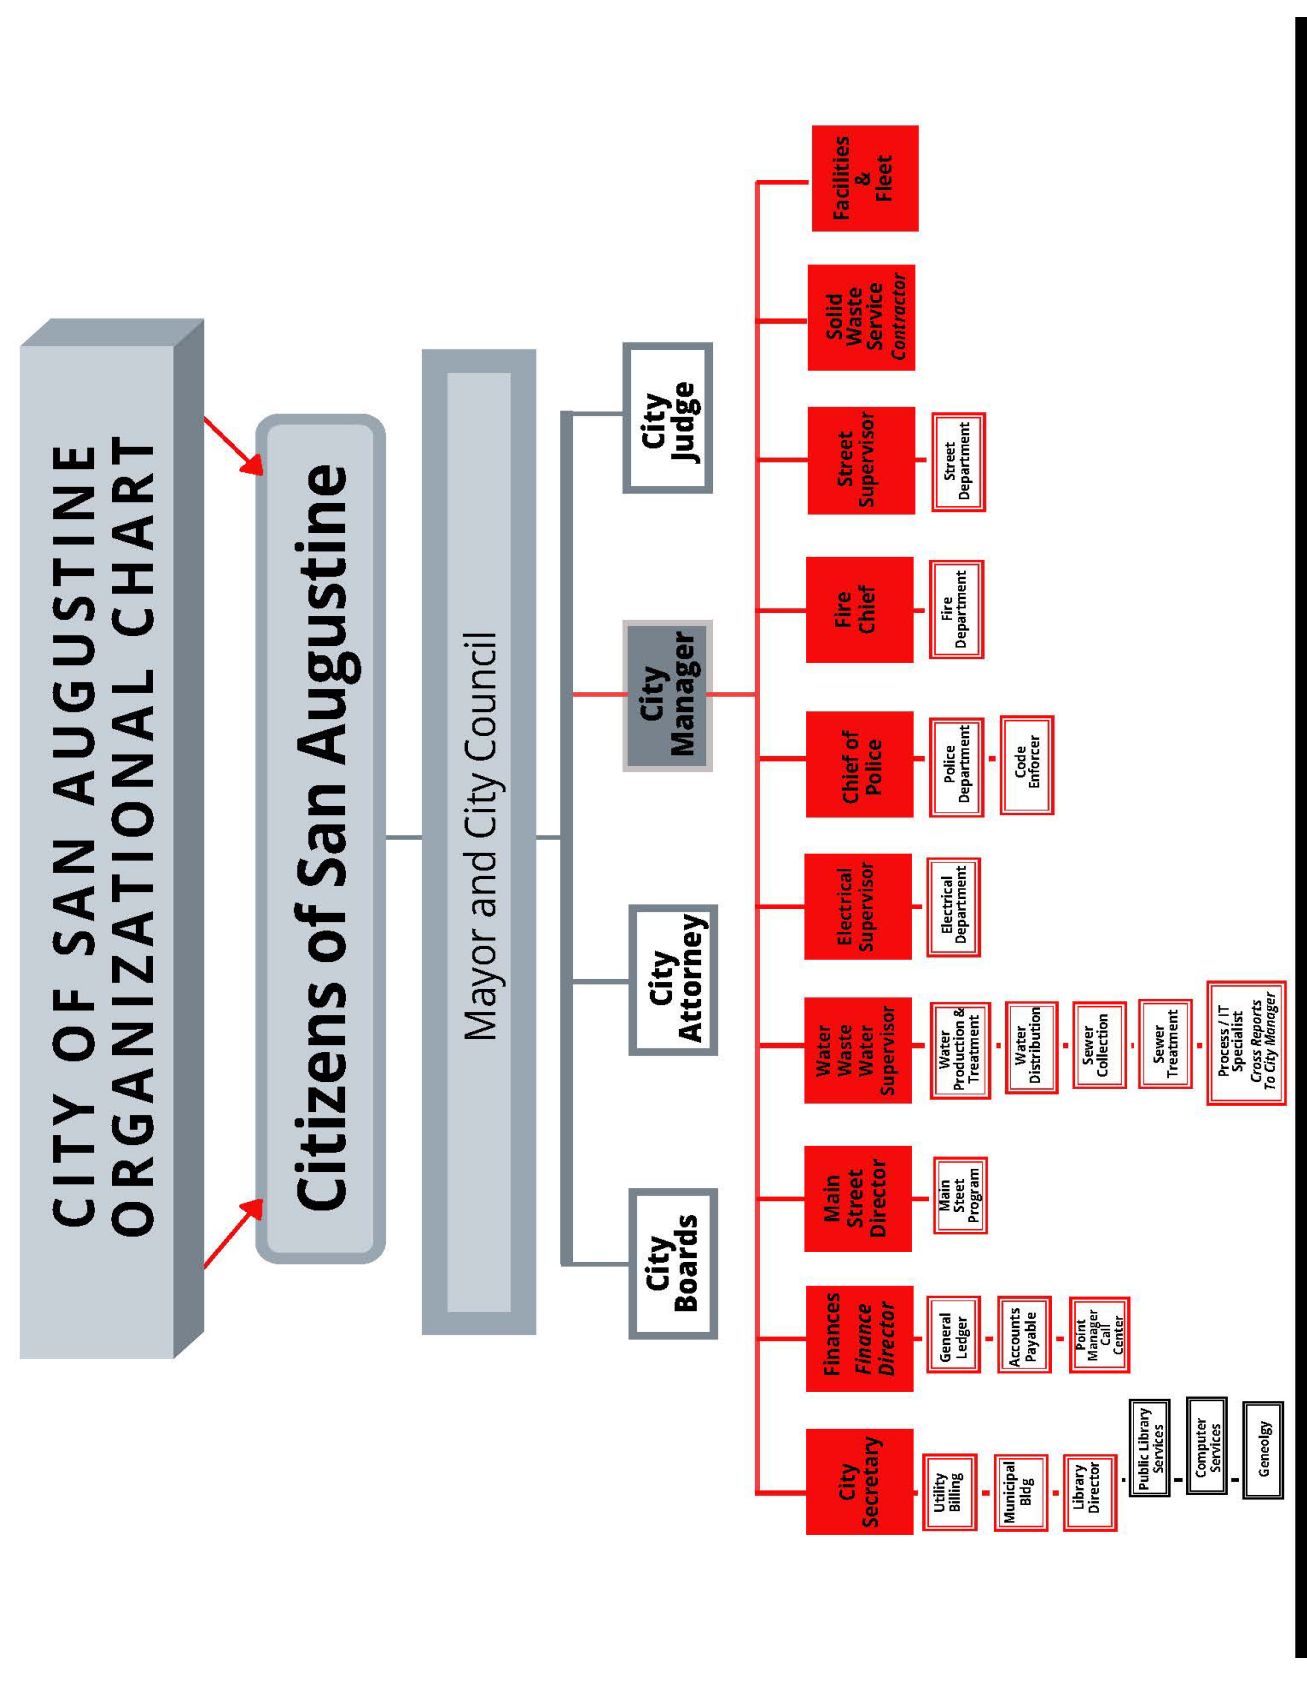 CITY OF SAN AUGUSTINE
ORGANIZATIONAL CHART
Citizens of San Augustine
Mayor and City Council
City
Boards
City
Attorney
City
Manager
City
Judge
City
Secretary
Utility
Billing
Municipal
Bldg
Library
Director
Public Library
Services
Computer
Services
Geneolgy
Finances
Finance
Director
General
Ledger
Accounts
Payable
Point
Manager
Call
Center
Main
Street
Director
Main
Steet
Program
Water
Waste
Water
Supervisor
Water
Production &
Treatment
Water
Distribution
Sewer
Collection
Sewer
Treatment
Process / IT
Specialist
Cross Reports
To City Manager
Electrical
Supervisor
Electrical
Department
Chief of
Police
Police
Department
Code
Enforcer
Fire
Chief
Fire
Department
Street
Supervisor
Street
Department
Solid
Waste
Service
Contractor
Facilities
&
Fleet